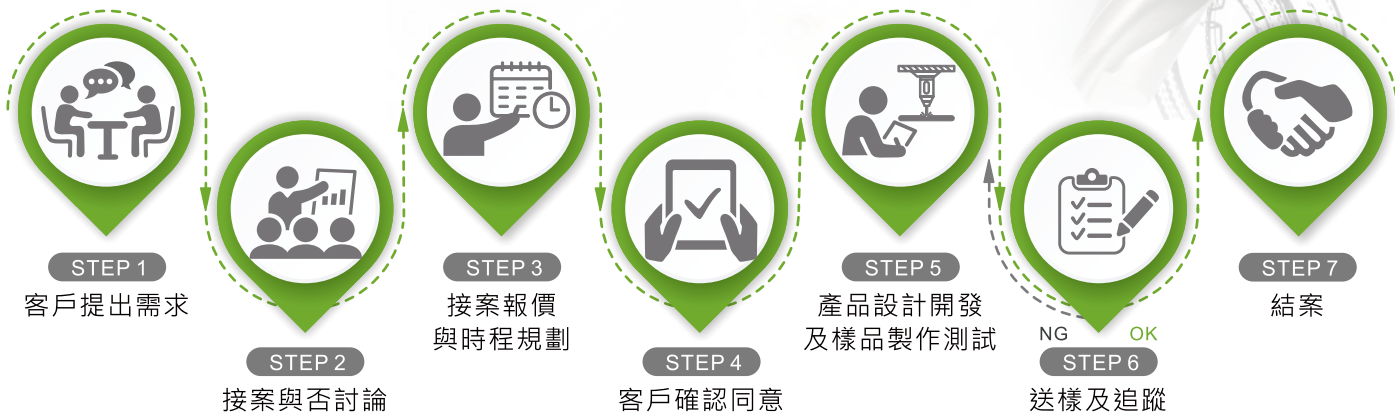 STEP 1
客戶提出需求
STEP 2
接案與否討論
STEP 3
接案報價
與時程規劃
STEP 4
客戶確認同意
STEP 5
產品設計開發
及樣品製作測試
NG
OK
STEP 6
送樣及追蹤
STEP 7
結案